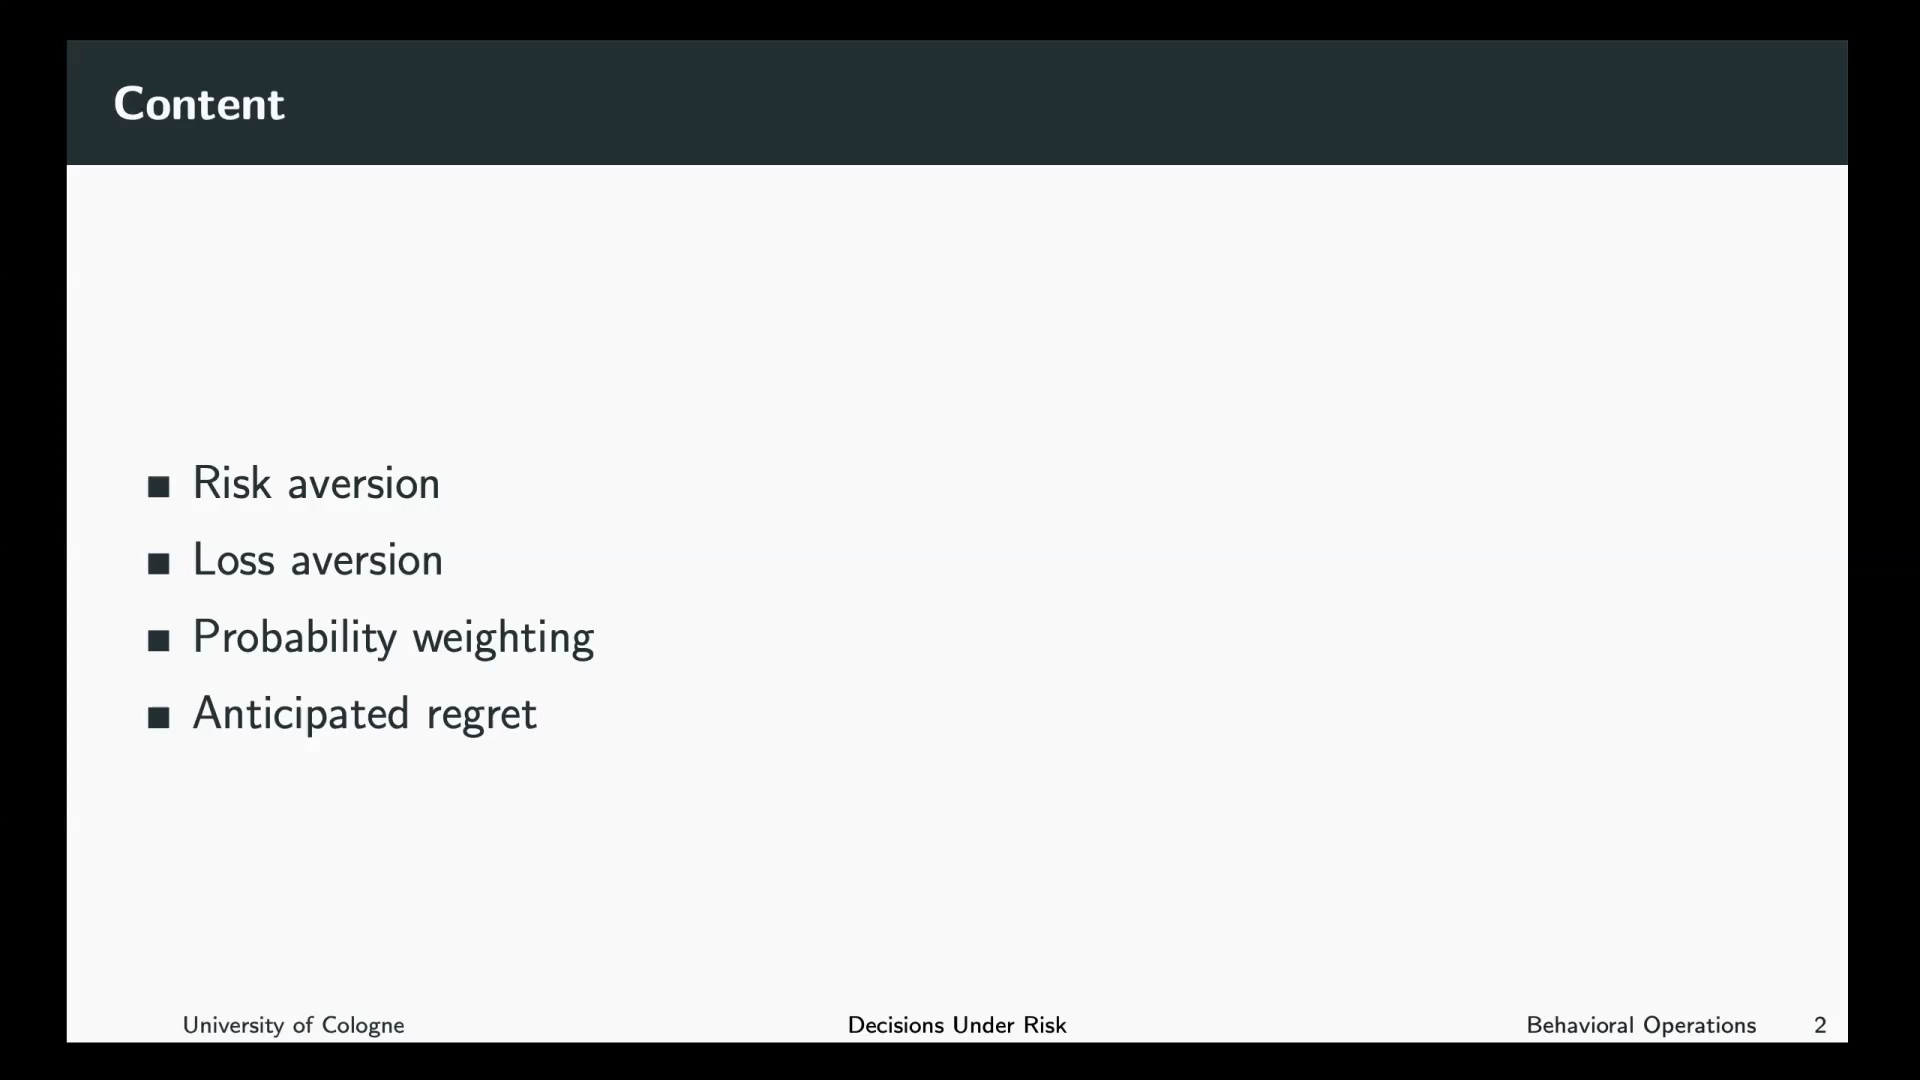 Content
Risk aversion
Loss aversion
Probability weighting
Anticipated regret
University of Cologne
Decisions Under Risk
Behavioral Operations
2